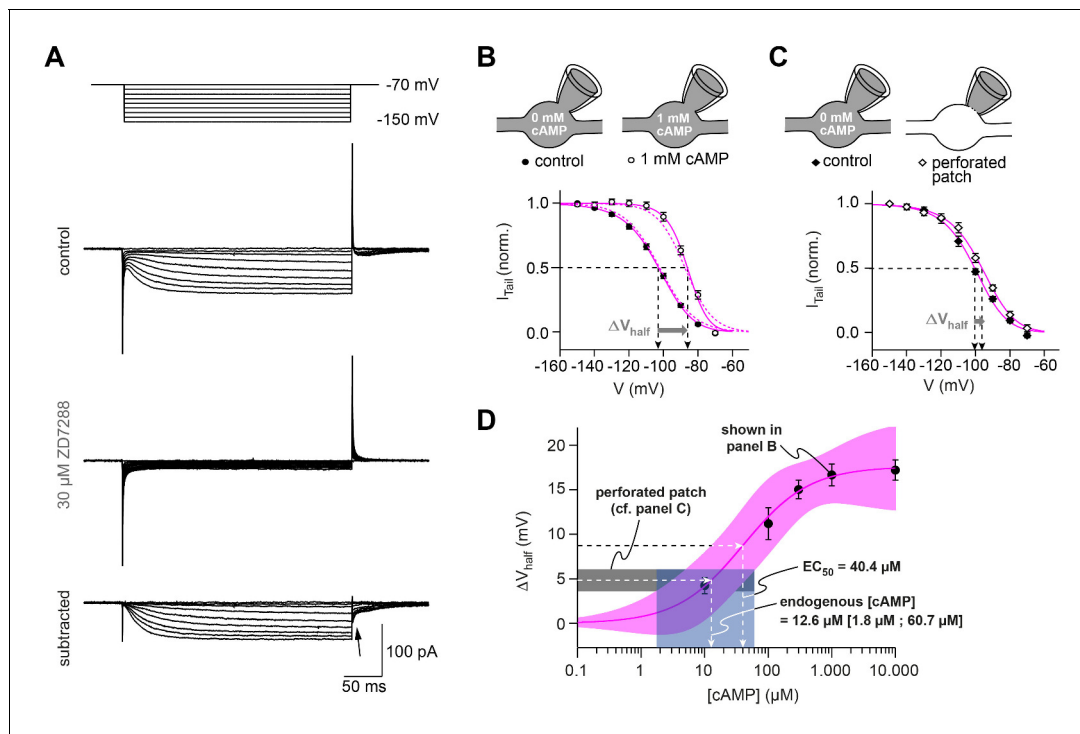 A
-70 mV
-150 mV
control
30 µM ZD7288
subtracted
100 pA
50 ms
B
0 mM
cAMP
1 mM
cAMP
control
1 mM cAMP
I_Tail (norm.)
1.0
0.5
0.0
ΔV_half
-160 -140 -120 -100 -80 -60
V (mV)
C
0 mM
cAMP
control
perforated
patch
I_Tail (norm.)
1.0
0.5
0.0
ΔV_half
-160 -140 -120 -100 -80 -60
V (mV)
D
shown in
panel B
perforated patch
(cf. panel C)
ΔV_half (mV)
20
15
10
5
0
EC50 = 40.4 µM
endogenous [cAMP]
= 12.6 µM [1.8 µM ; 60.7 µM]
0.1 1 10 100 1.000 10.000
[cAMP] (µM)